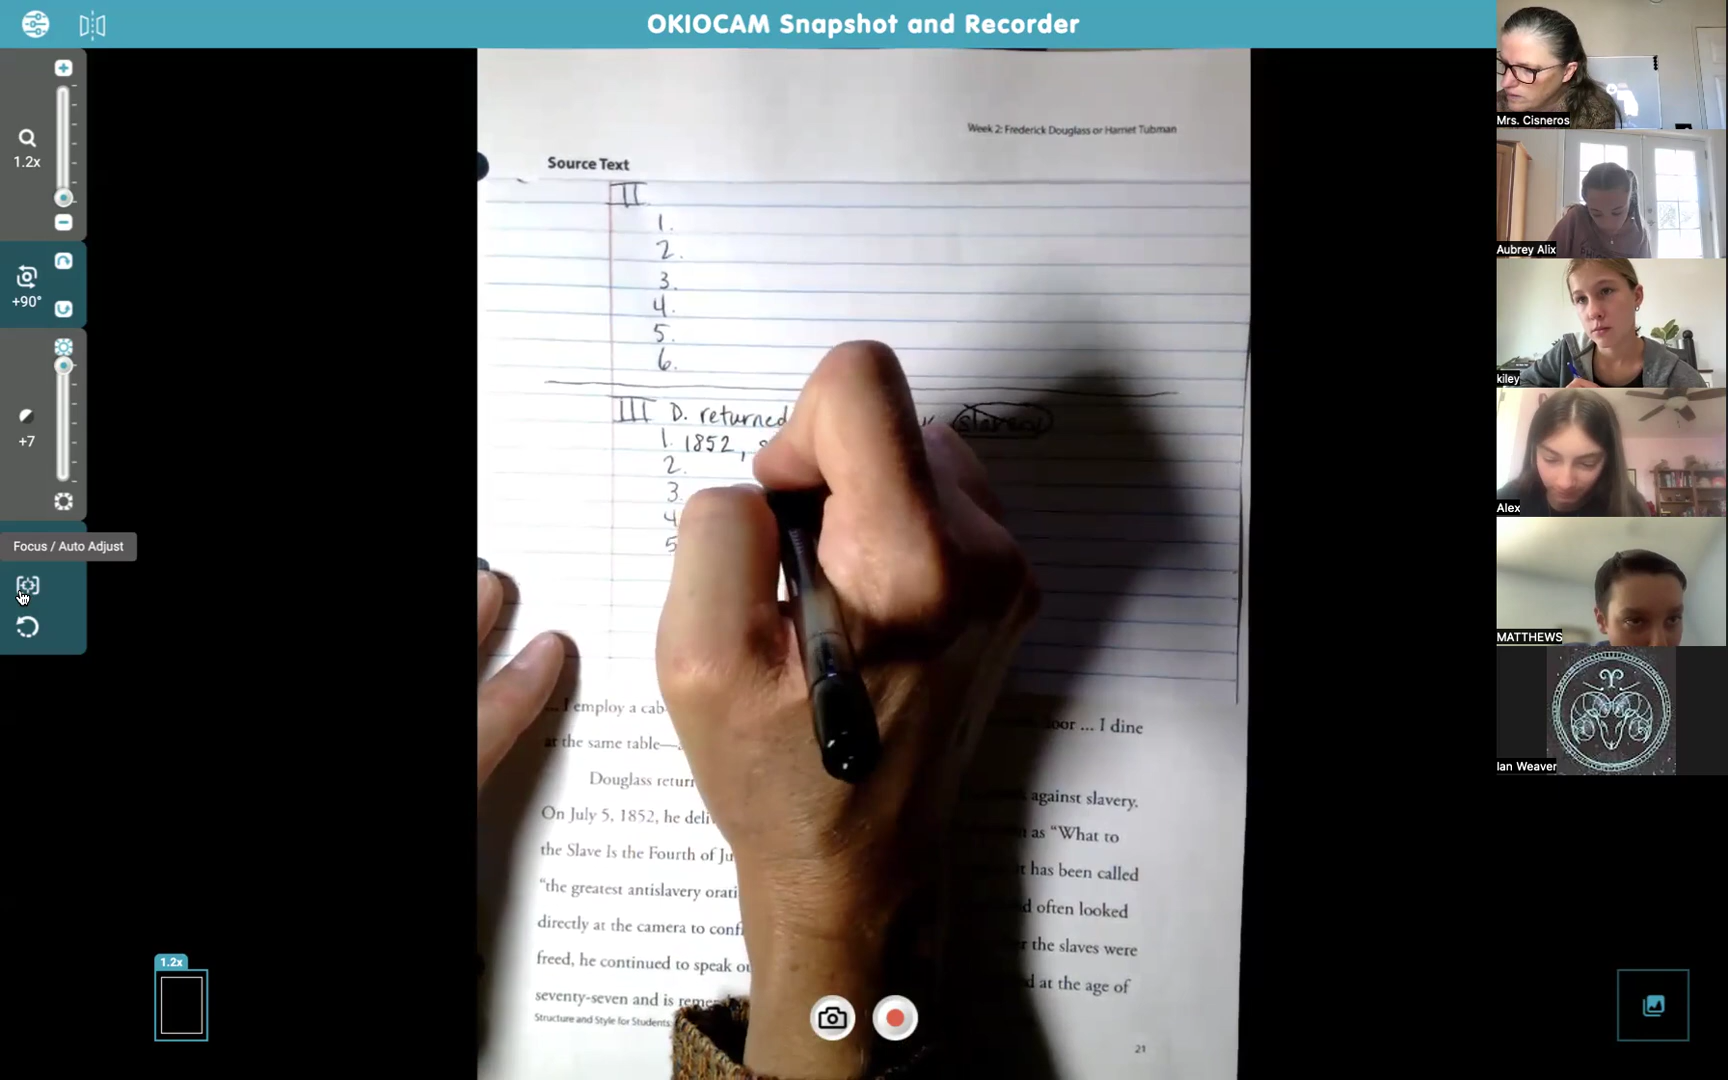 OKIOCAM Snapshot and Recorder
1.2x
+90°
+7
Focus / Auto Adjust
1.2x
Week 2: Frederick Douglass or Harriet Tubman
Source Text
II
1.
2.
3.
4.
5.
6.
III D. returned slavery
1. 1852,
2.
3.
4
5
... I employ a cab oor ... I dine
at the same table—
Douglass return against slavery.
On July 5, 1852, he deli as “What to
the Slave Is the Fourth of Ju t has been called
“the greatest antislavery orati d often looked
directly at the camera to conf er the slaves were
freed, he continued to speak ou d at the age of
seventy-seven and is reme
Structure and Style for Students:
21
Mrs. Cisneros
Aubrey Alix
kiley
Alex
MATTHEWS
Ian Weaver